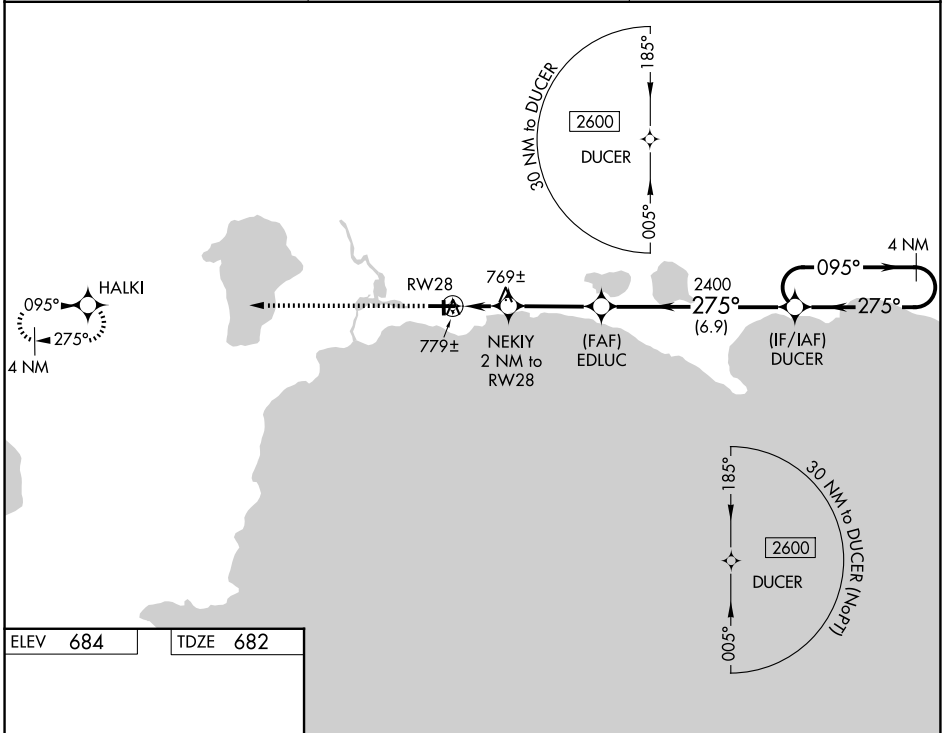 30 NM to DUCER
185°
2600
DUCER
005°
4 NM
095°
275°
HALKI
095°
275°
4 NM
RW28
779±
769±
NEKIY
2 NM to
RW28
(FAF)
EDLUC
2400
275°
(6.9)
(IF/IAF)
DUCER
185°
30 NM to DUCER (NoPT)
2600
DUCER
005°
ELEV 684
TDZE 682